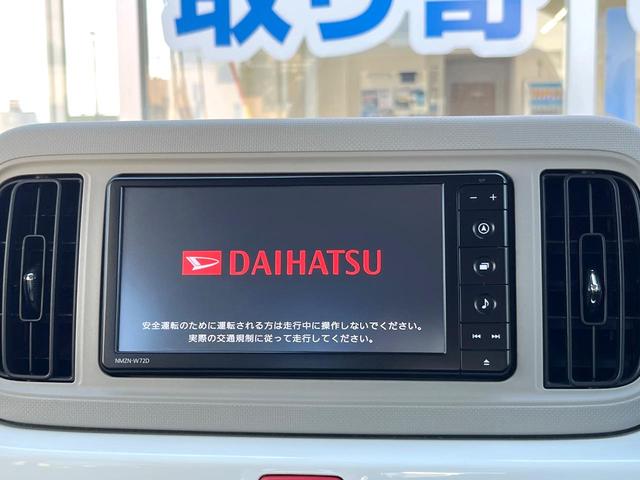 取り寄
DAIHATSU
安全運転のために運転される方は走行中に操作しないでください。
実際の交通規制に従って走行してください。
NMZN-W72D